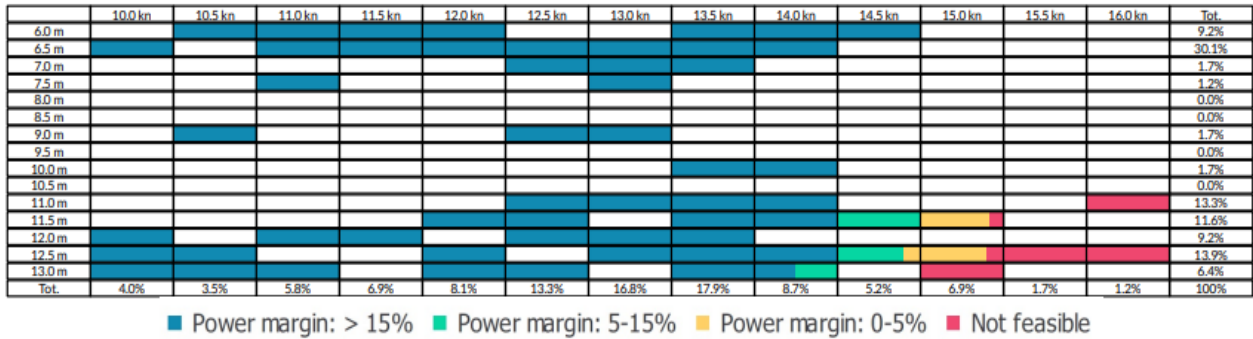 10.0 kn 10.5 kn 11.0 kn 11.5 kn 12.0 kn 12.5 kn 13.0 kn 13.5 kn 14.0 kn 14.5 kn 15.0 kn 15.5 kn 16.0 kn Tot.
6.0 m 9.2%
6.5 m 30.1%
7.0 m 1.7%
7.5 m 1.2%
8.0 m 0.0%
8.5 m 0.0%
9.0 m 1.7%
9.5 m 0.0%
10.0 m 1.7%
10.5 m 0.0%
11.0 m 13.3%
11.5 m 11.6%
12.0 m 9.2%
12.5 m 13.9%
13.0 m 6.4%
Tot. 4.0% 3.5% 5.8% 6.9% 8.1% 13.3% 16.8% 17.9% 8.7% 5.2% 6.9% 1.7% 1.2% 100%
Power margin: > 15% Power margin: 5-15% Power margin: 0-5% Not feasible